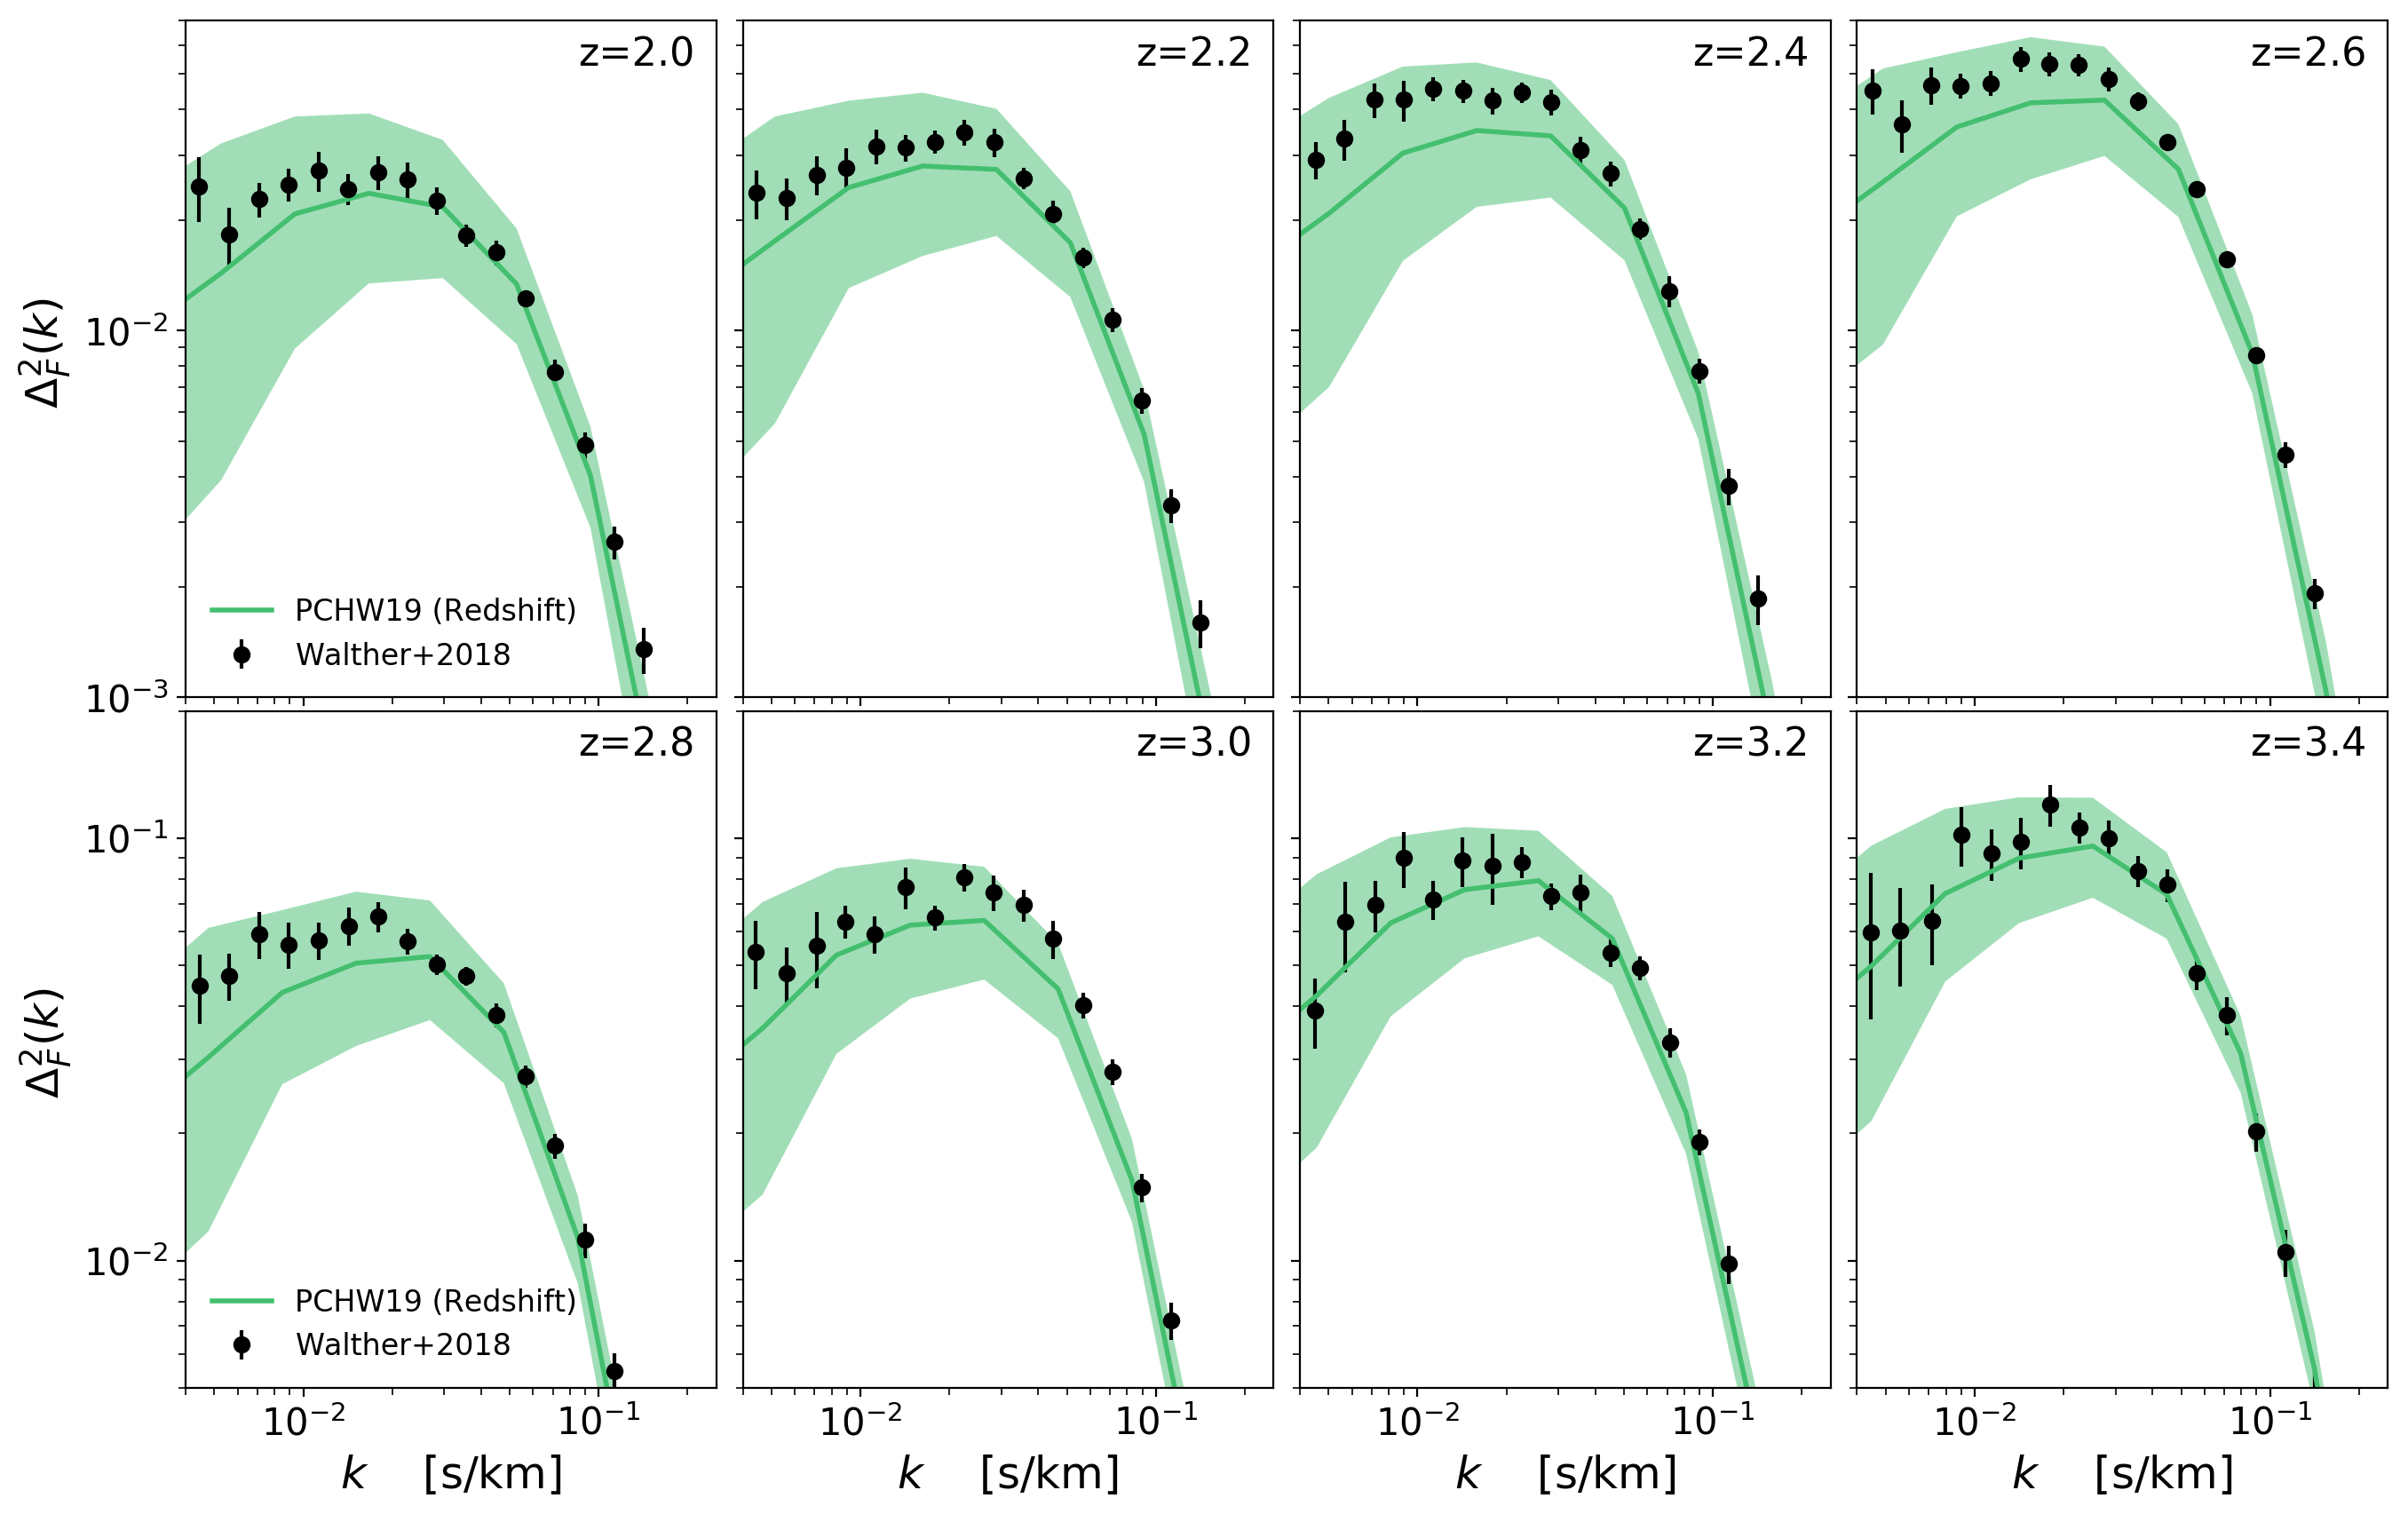 z=2.0
z=2.2
z=2.4
z=2.6
Δ²_F(k)
10⁻²
10⁻³
PCHW19 (Redshift)
Walther+2018
z=2.8
z=3.0
z=3.2
z=3.4
Δ²_F(k)
10⁻¹
10⁻²
PCHW19 (Redshift)
Walther+2018
10⁻² 10⁻¹ 10⁻² 10⁻¹ 10⁻² 10⁻¹ 10⁻² 10⁻¹
k [s/km] k [s/km] k [s/km] k [s/km]